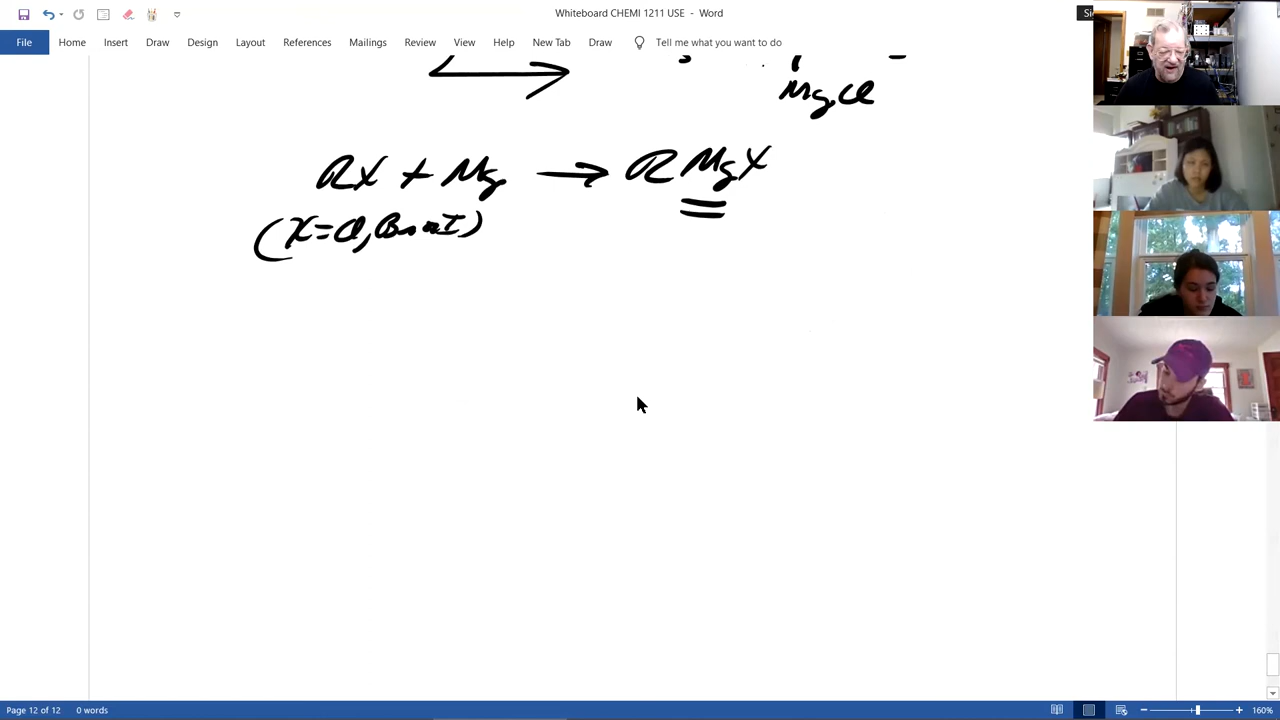 Whiteboard CHEMI 1211 USE - Word
Si
File Home Insert Draw Design Layout References Mailings Review View Help New Tab Draw Tell me what you want to do
MgCl
RX + Mg → RMgX
(X=Cl, Br or I)
Page 12 of 12 0 words
160%